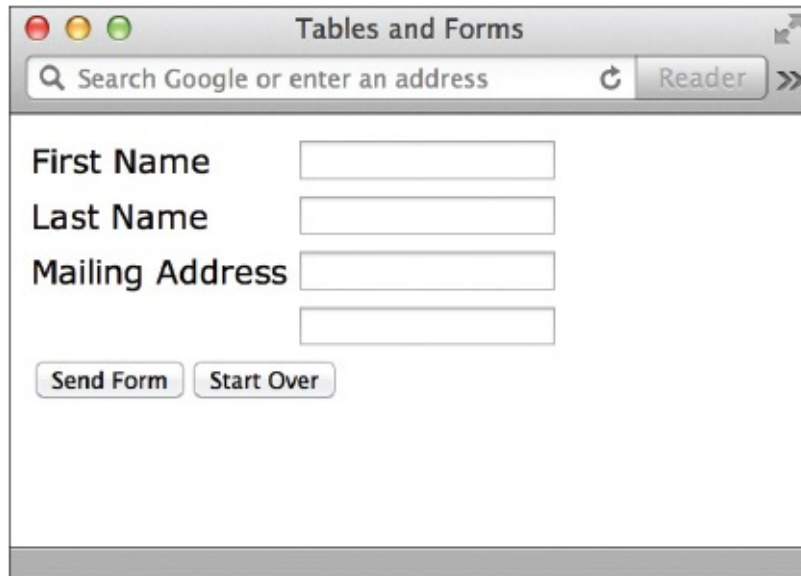 Tables and Forms
Search Google or enter an address
Reader
First Name
Last Name
Mailing Address
Send Form
Start Over